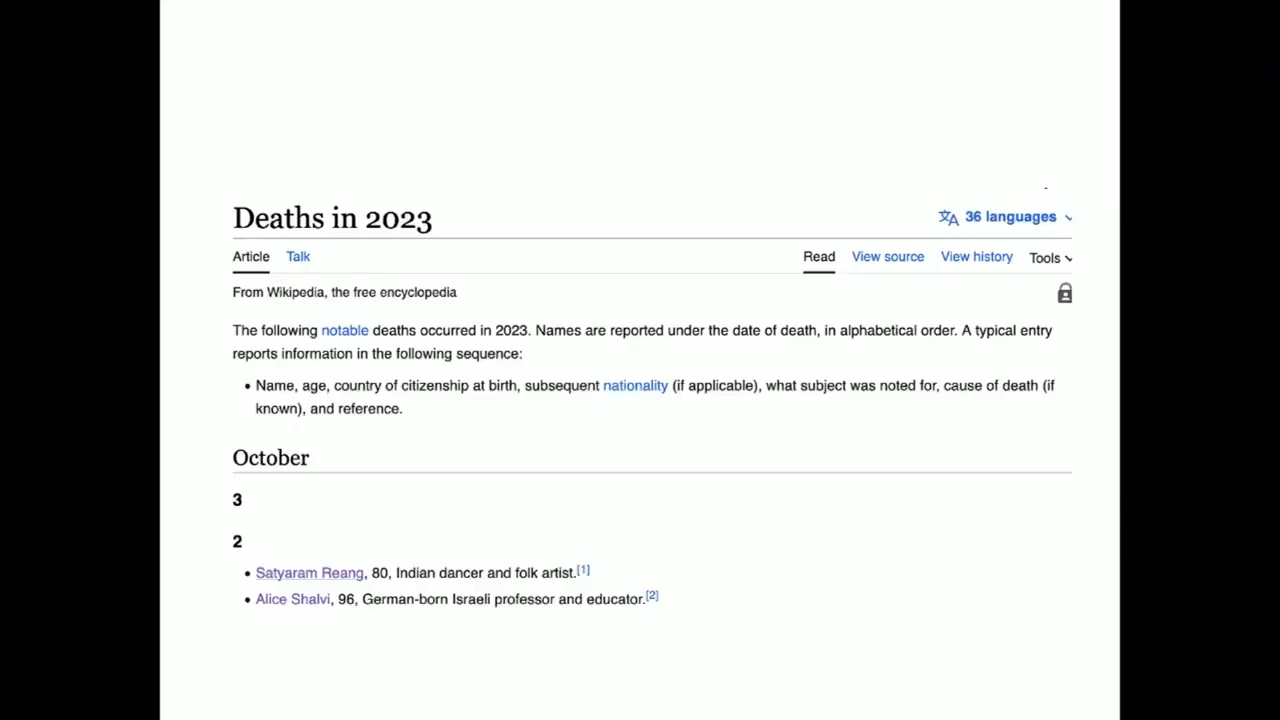 Deaths in 2023
36 languages
Article Talk Read View source View history Tools
From Wikipedia, the free encyclopedia
The following notable deaths occurred in 2023. Names are reported under the date of death, in alphabetical order. A typical entry
reports information in the following sequence:
• Name, age, country of citizenship at birth, subsequent nationality (if applicable), what subject was noted for, cause of death (if
known), and reference.
October
3
2
• Satyaram Reang, 80, Indian dancer and folk artist.[1]
• Alice Shalvi, 96, German-born Israeli professor and educator.[2]